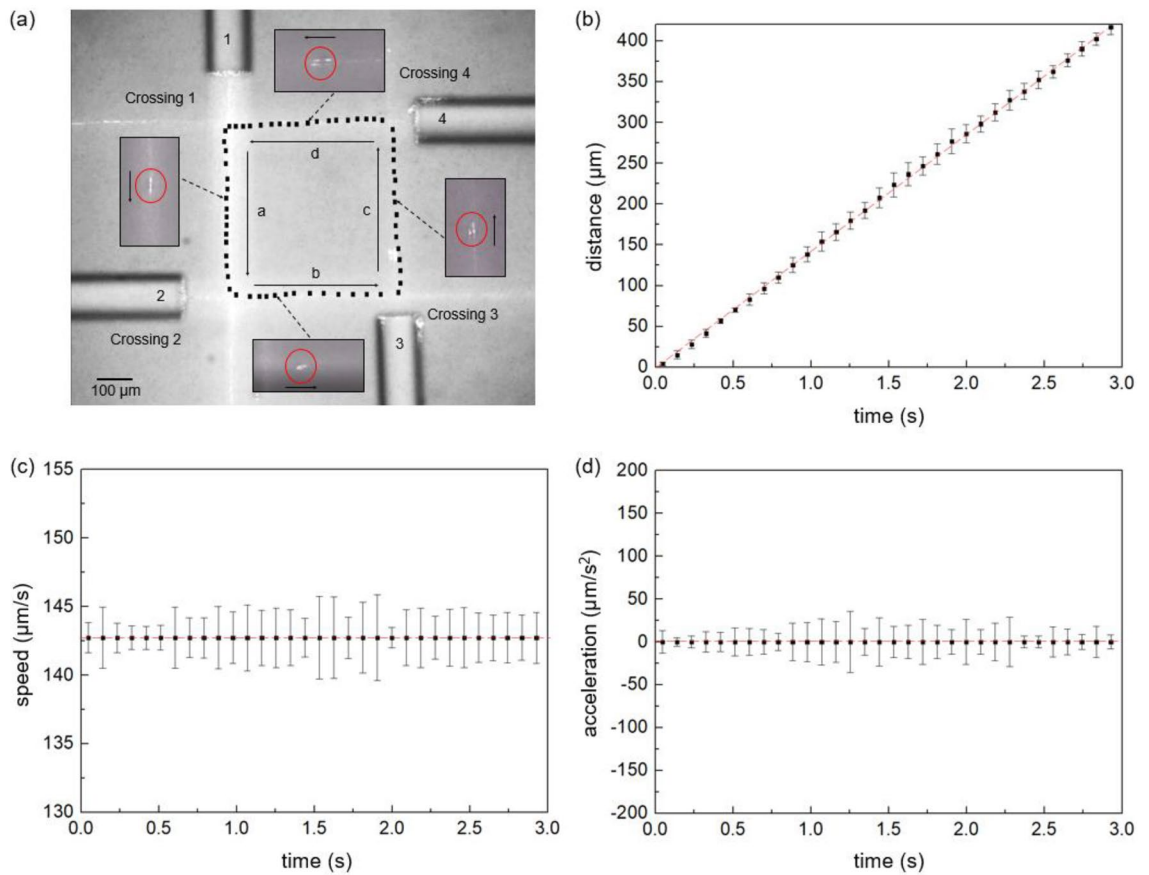 (a)
1
Crossing 4
Crossing 1
4
d
a
c
b
2
Crossing 3
Crossing 2
3
100 μm
(b)
400
350
300
250
200
150
100
50
0
distance (μm)
0.0 0.5 1.0 1.5 2.0 2.5 3.0
time (s)
(c)
155
150
145
140
135
130
speed (μm/s)
0.0 0.5 1.0 1.5 2.0 2.5 3.0
time (s)
(d)
200
150
100
50
0
-50
-100
-150
-200
acceleration (μm/s²)
0.0 0.5 1.0 1.5 2.0 2.5 3.0
time (s)